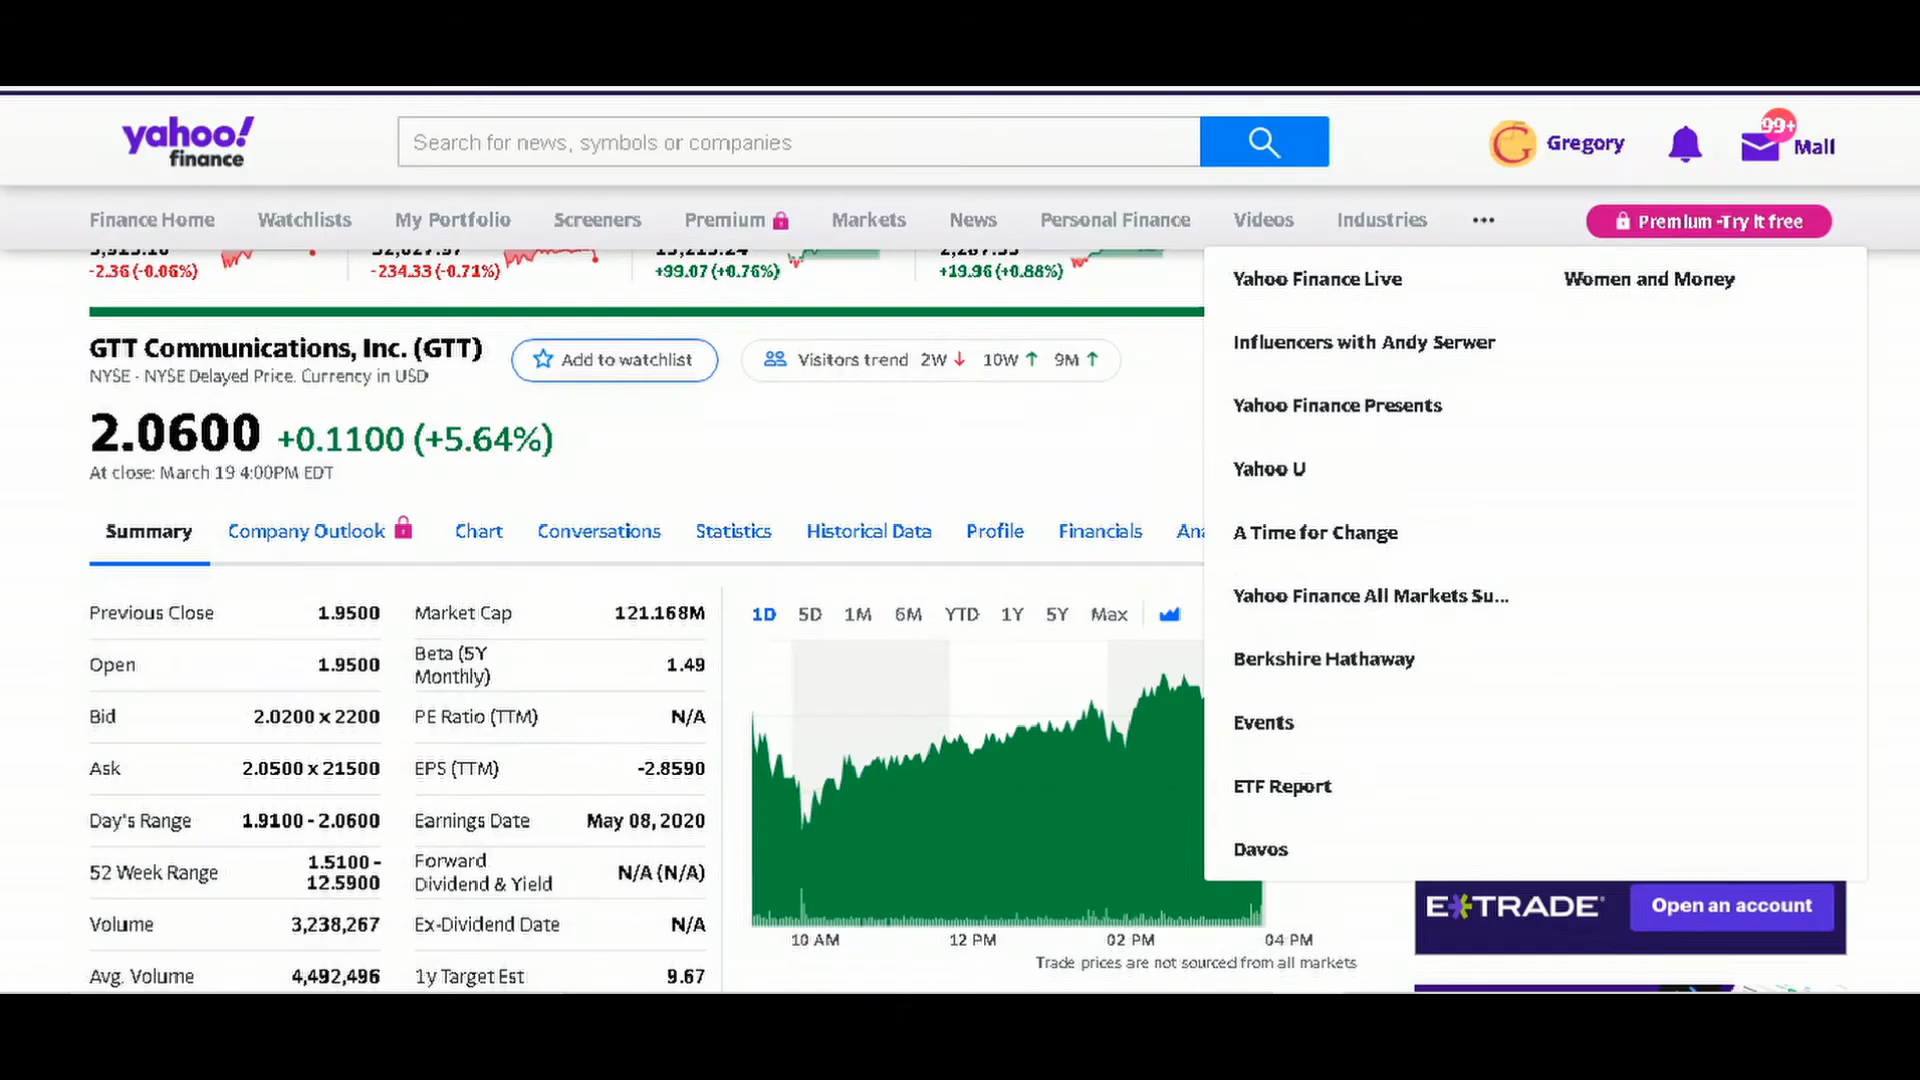 yahoo!
finance
Search for news, symbols or companies
Gregory
99+
Mail
Finance Home Watchlists My Portfolio Screeners Premium Markets News Personal Finance Videos Industries ••• Premium -Try it free
-2.36 (-0.06%) -234.33 (-0.71%) +99.07 (+0.76%) +19.96 (+0.88%)
Yahoo Finance Live Women and Money
Influencers with Andy Serwer
Yahoo Finance Presents
Yahoo U
A Time for Change
Yahoo Finance All Markets Su...
Berkshire Hathaway
Events
ETF Report
Davos
GTT Communications, Inc. (GTT)
NYSE - NYSE Delayed Price. Currency in USD
Add to watchlist
Visitors trend 2W ↓ 10W ↑ 9M ↑
2.0600 +0.1100 (+5.64%)
At close: March 19 4:00PM EDT
Summary Company Outlook Chart Conversations Statistics Historical Data Profile Financials
Previous Close 1.9500
Open 1.9500
Bid 2.0200 x 2200
Ask 2.0500 x 21500
Day's Range 1.9100 - 2.0600
52 Week Range 1.5100 -
12.5900
Volume 3,238,267
Avg. Volume 4,492,496
Market Cap 121.168M
Beta (5Y
Monthly) 1.49
PE Ratio (TTM) N/A
EPS (TTM) -2.8590
Earnings Date May 08, 2020
Forward
Dividend & Yield N/A (N/A)
Ex-Dividend Date N/A
1y Target Est 9.67
1D 5D 1M 6M YTD 1Y 5Y Max
10 AM 12 PM 02 PM 04 PM
Trade prices are not sourced from all markets
E*TRADE Open an account